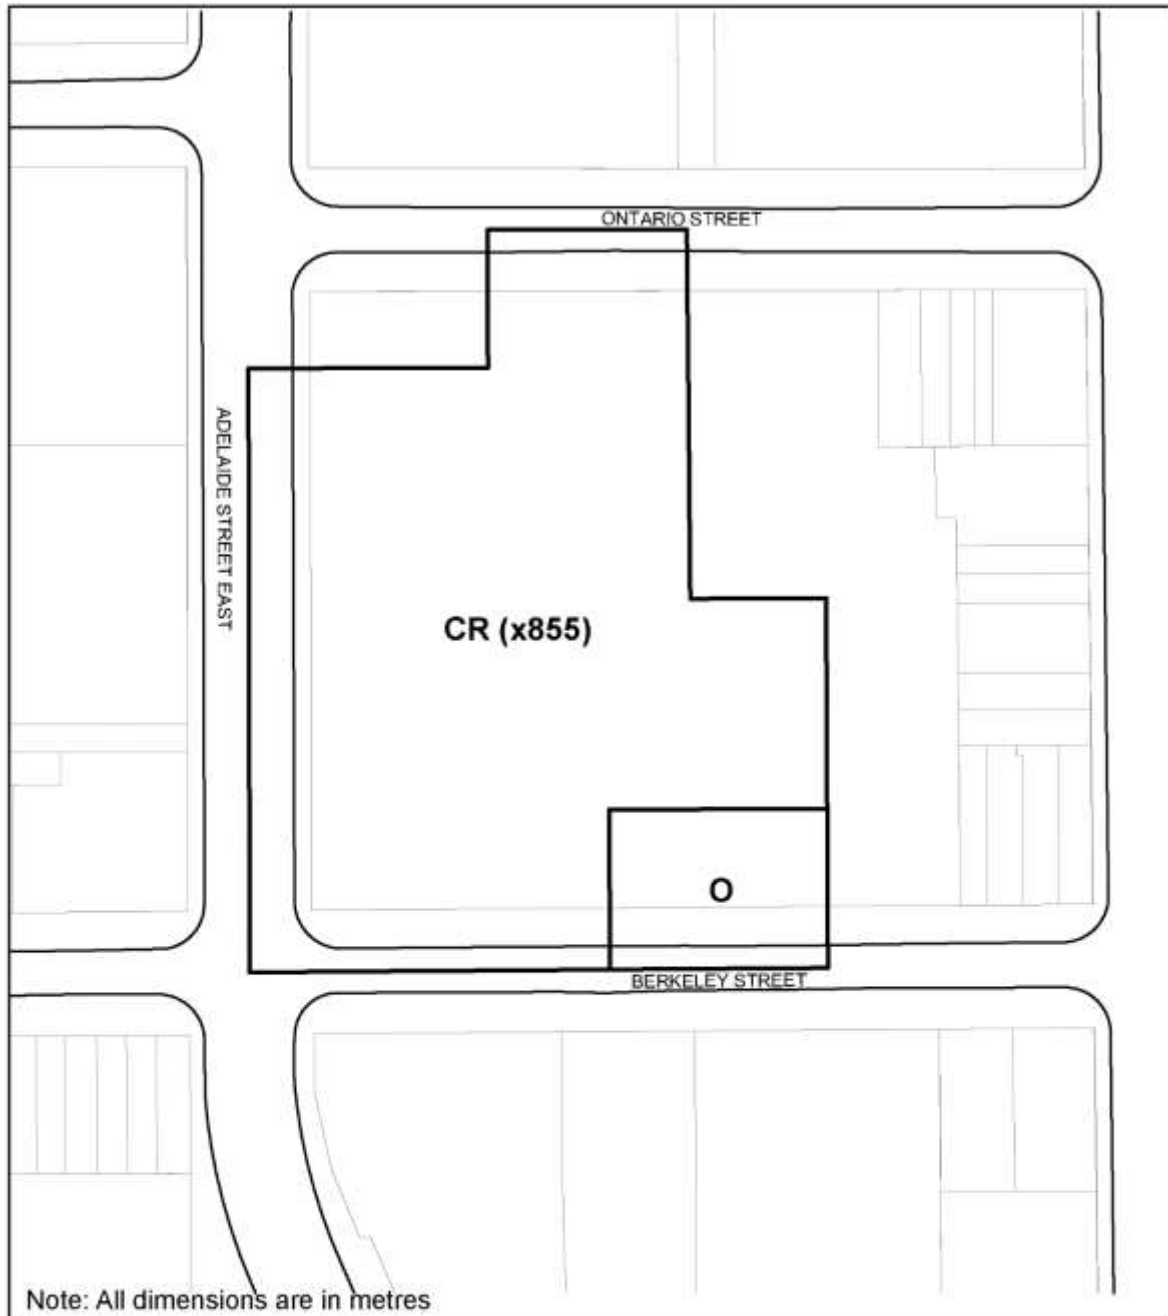 ONTARIO STREET
ADELAIDE STREET EAST
CR (x855)
O
BERKELEY STREET
Note: All dimensions are in metres